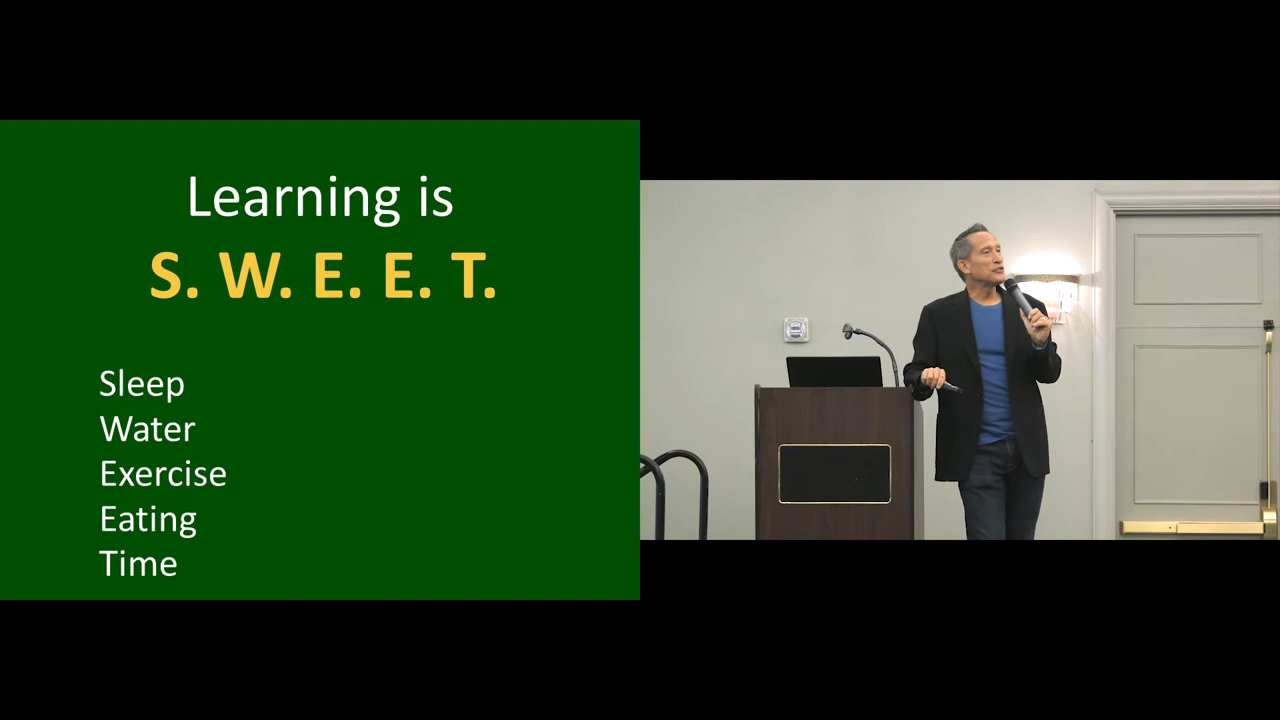 Learning is
S. W. E. E. T.
Sleep
Water
Exercise
Eating
Time